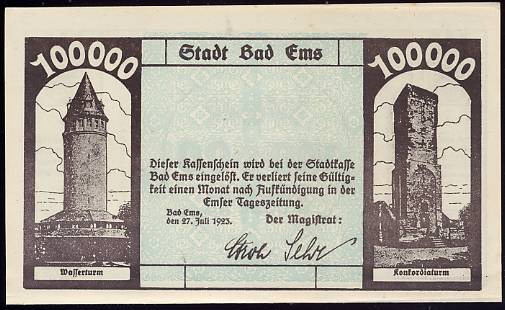 100000
Stadt Bad Ems
100000
Dieser Kassenschein wird bei der Stadtkasse
Bad Ems eingelöst. Er verliert seine Gültig-
keit einen Monat nach Aufkündigung in der
Emser Tageszeitung.
Bad Ems,
den 27. Juli 1923.
Der Magistrat:
Wasserturm
Konkordiaturm